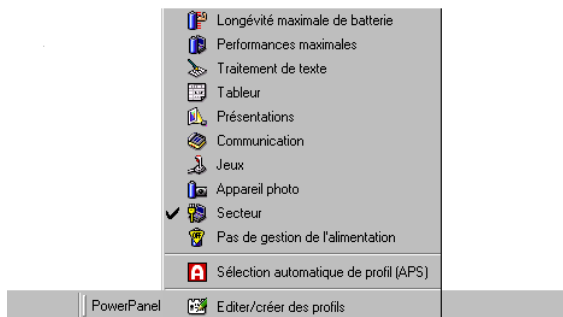 Longévité maximale de batterie
Performances maximales
Traitement de texte
Tableur
Présentations
Communication
Jeux
Appareil photo
Secteur
Pas de gestion de l'alimentation
A Sélection automatique de profil (APS)
PowerPanel Editer/créer des profils